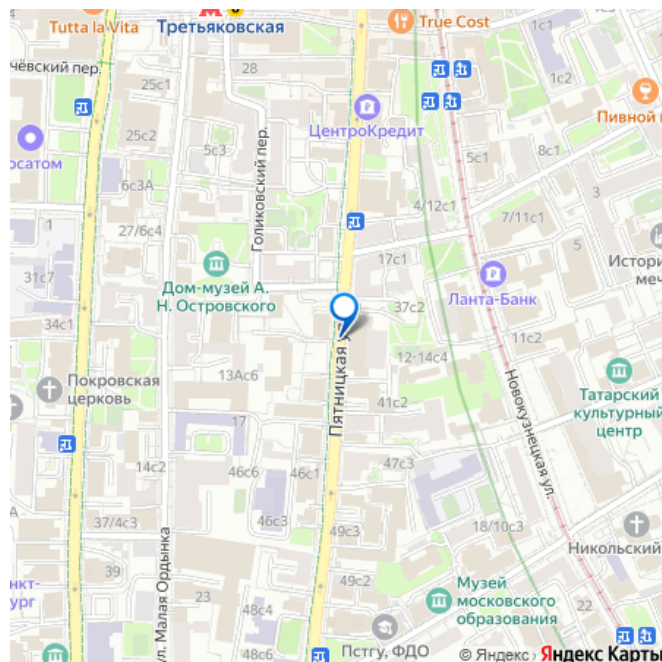 True Cost
Tutta la Vita
Третьяковская
чёвский пер.
28
25с1
1с2
Пивной
ЦентроКредит
25с2
осатом
5с3
Голиковский пер.
5с1
8с1
6с3А
3
4/12с1
7/11с1
1
27/6с4
5
17с1
Истори
меч
31с7
Дом-музей А.
Н. Островского
Ланта-Банк
37с2
34с1
11с2
12-14с4
Покровская
церковь
13Ас6
Пятницкая
Новокузнецкая ул.
Татарский
культурный
центр
41с2
17
14с2
46с6
46с1
47с3
37/4с3
46с3
49с3
18/10с3
Никольский
ул. Малая Ордынка
39
49с2
нкт-
ург
23
48с4
Музей
московского
образования
22
48с6
Пстгу, ФДО
© Яндекс
Яндекс Карты